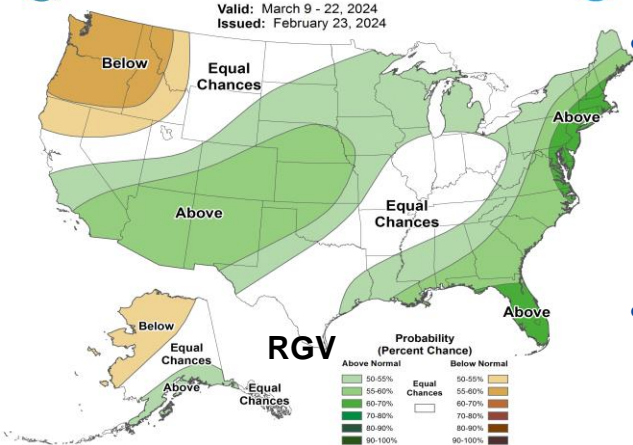 Valid: March 9 - 22, 2024
Issued: February 23, 2024
Below
Equal
Chances
Above
Above
Equal
Chances
Above
Below
Equal
Chances
Above
Equal
Chances
RGV
Probability
(Percent Chance)
Above Normal
Below Normal
50-55%
55-60%
60-70%
70-80%
80-90%
90-100%
Equal
Chances
50-55%
55-60%
60-70%
70-80%
80-90%
90-100%